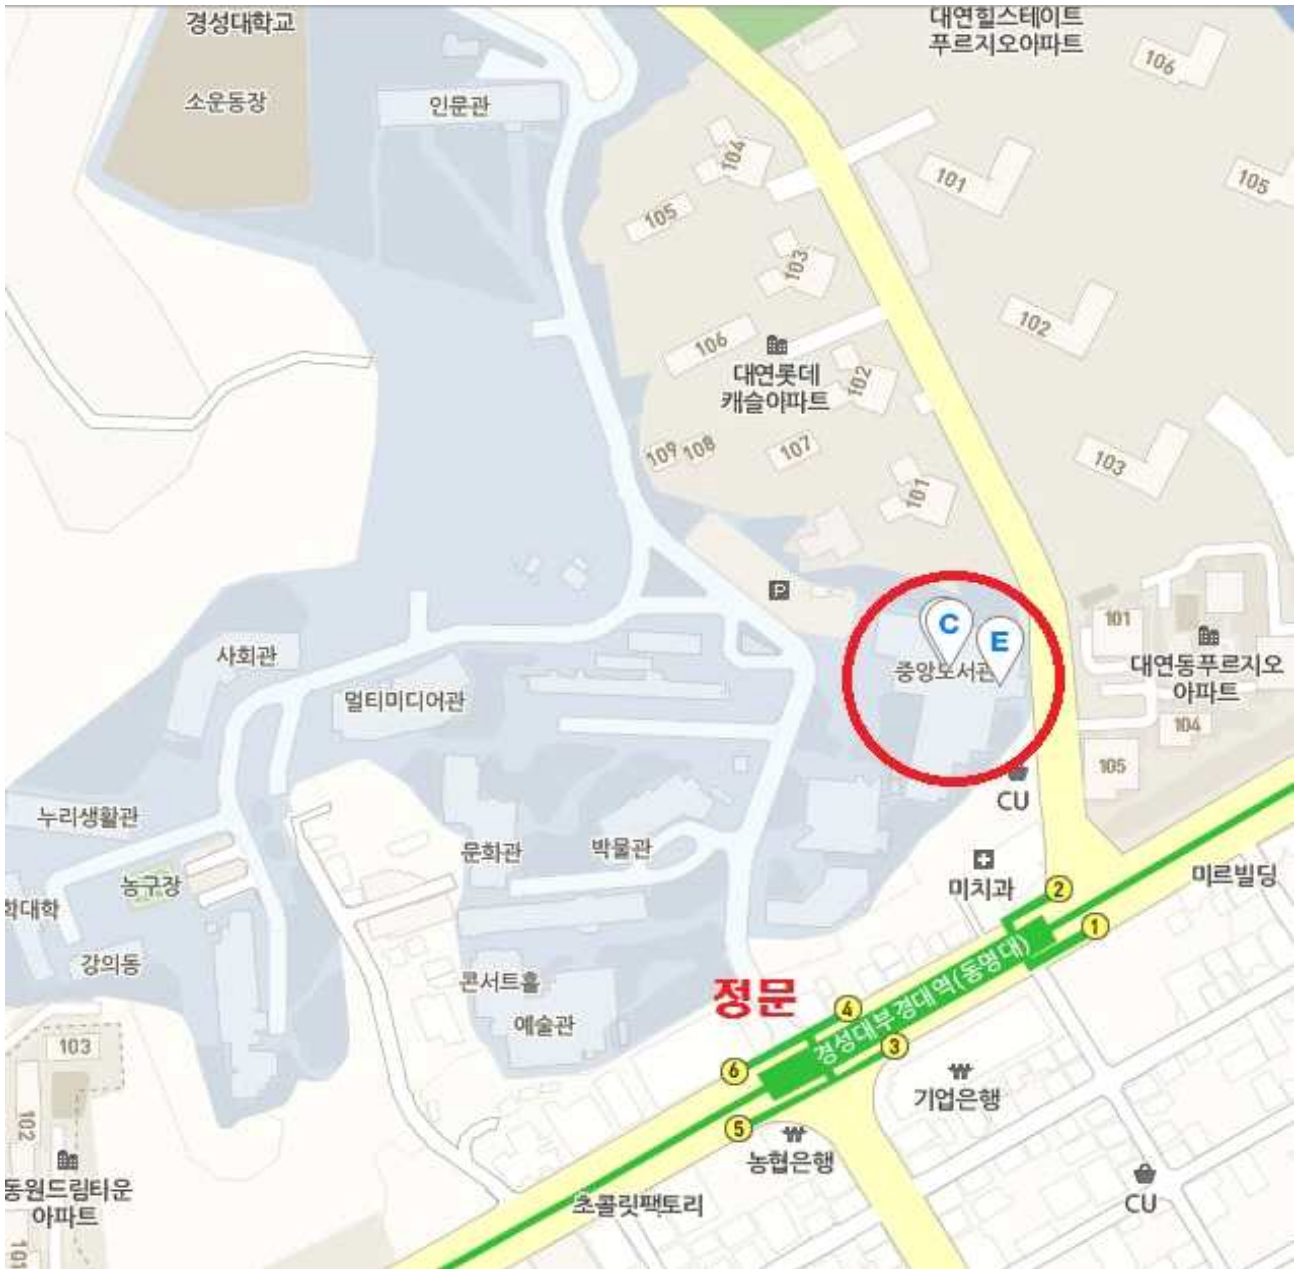 경성대학교
소운동장
인문관
대연힐스테이트
푸르지오아파트
106
104
101
105
105
103
102
106
대연롯데
캐슬아파트
102
109
108
107
103
101
P
C
E
중앙도서관
101
대연동푸르지오
아파트
104
105
사회관
멀티미디어관
CU
누리생활관
문화관
박물관
미치과
미르빌딩
농구장
학대학
2
1
강의동
콘서트홀
정문
예술관
4
경성대부경대역(동명대)
3
6
103
기업은행
102
5
농협은행
동원드림타운
아파트
초콜릿팩토리
CU
101